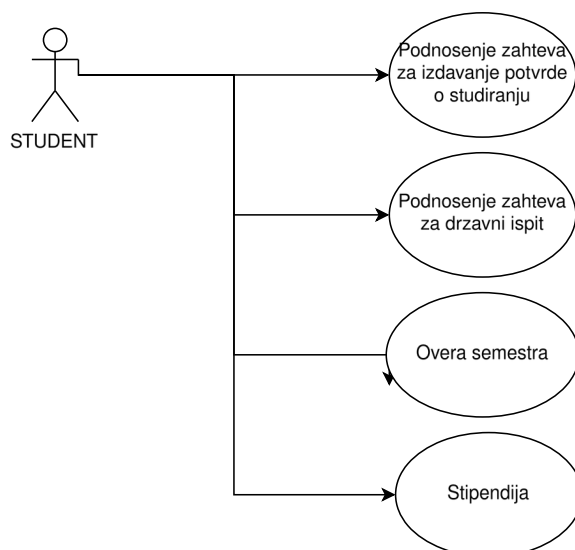 STUDENT
Podnosenje zahteva
za izdavanje potvrde
o studiranju
Podnosenje zahteva
za drzavni ispit
Overa semestra
Stipendija